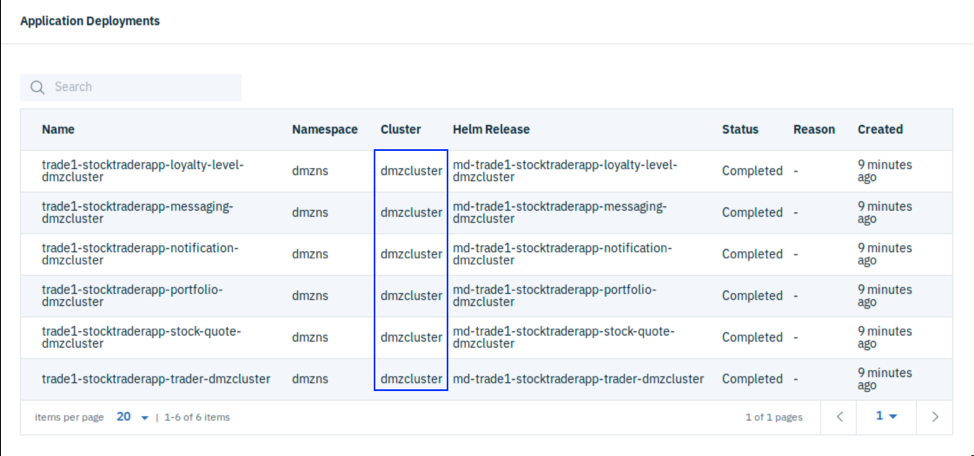 Application Deployments
Search
Name Namespace Cluster Helm Release Status Reason Created
trade1-stocktraderapp-loyalty-level-
dmzcluster dmzns dmzcluster md-trade1-stocktraderapp-loyalty-level-
dmzcluster Completed - 9 minutes
ago
trade1-stocktraderapp-messaging-
dmzcluster dmzns dmzcluster md-trade1-stocktraderapp-messaging-
dmzcluster Completed - 9 minutes
ago
trade1-stocktraderapp-notification-
dmzcluster dmzns dmzcluster md-trade1-stocktraderapp-notification-
dmzcluster Completed - 9 minutes
ago
trade1-stocktraderapp-portfolio-
dmzcluster dmzns dmzcluster md-trade1-stocktraderapp-portfolio-
dmzcluster Completed - 9 minutes
ago
trade1-stocktraderapp-stock-quote-
dmzcluster dmzns dmzcluster md-trade1-stocktraderapp-stock-quote-
dmzcluster Completed - 9 minutes
ago
trade1-stocktraderapp-trader-dmzcluster dmzns dmzcluster md-trade1-stocktraderapp-trader-dmzcluster Completed - 9 minutes
ago
items per page 20 | 1-6 of 6 items 1 of 1 pages 1